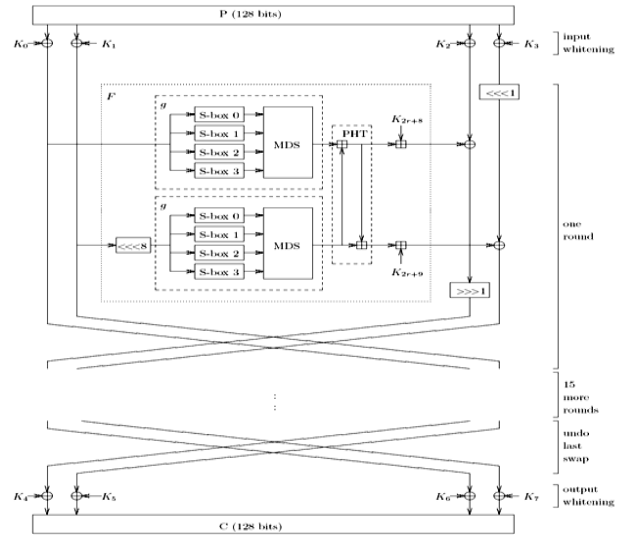 P (128 bits)
K0 K1 K2 K3
input
whitening
<<<1
F
g
S-box 0
S-box 1
S-box 2
S-box 3
MDS
PHT
K2r+8
g
S-box 0
S-box 1
S-box 2
S-box 3
MDS
<<<8
K2r+9
one
round
>>>1
15
more
rounds
undo
last
swap
K4 K5 K6 K7
output
whitening
C (128 bits)